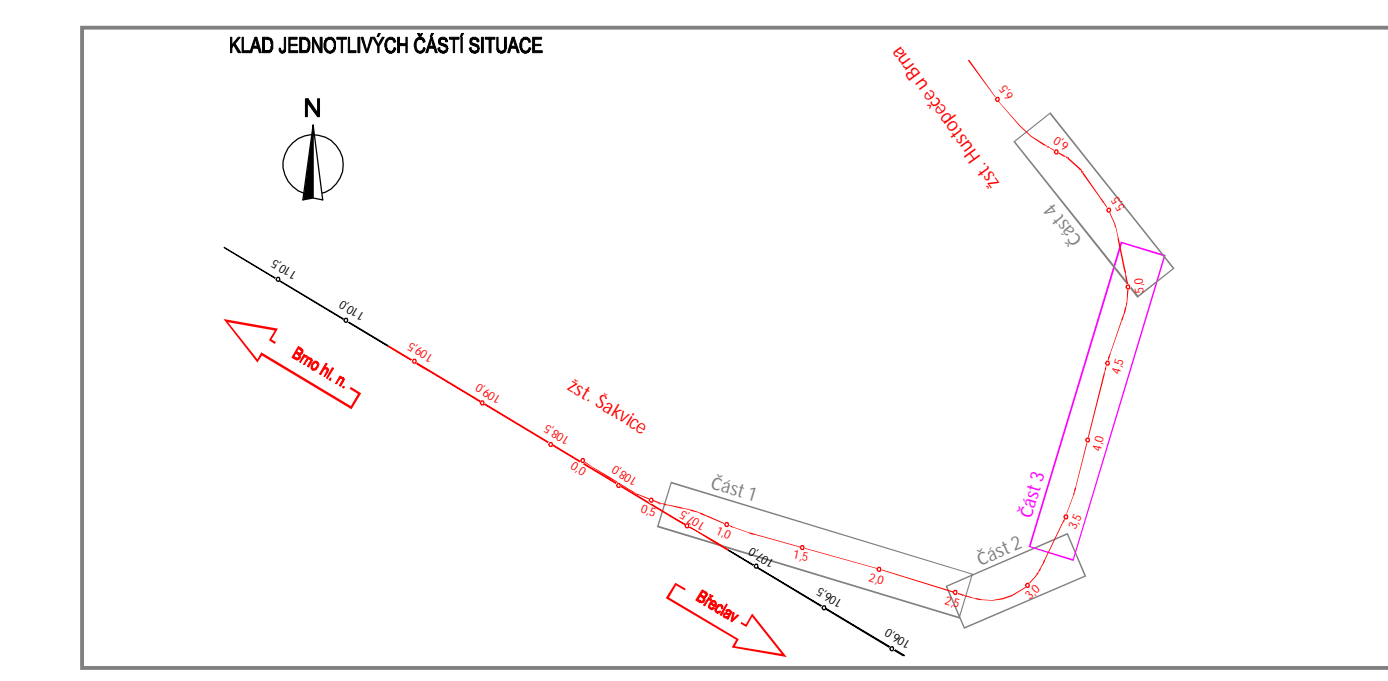 KLAD JEDNOTLIVÝCH ČÁSTÍ SITUACE
N
žst. Hustopeče u Brna
6,5
6,0
5,5
Část 4
5,0
110,5
110,0
109,5
109,0
108,5
108,0
107,5
107,0
106,5
106,0
Brno hl. n.
žst. Šakvice
0,0
0,5
1,0
1,5
2,0
2,5
3,0
3,5
4,0
4,5
Část 1
Část 2
Část 3
Břeclav